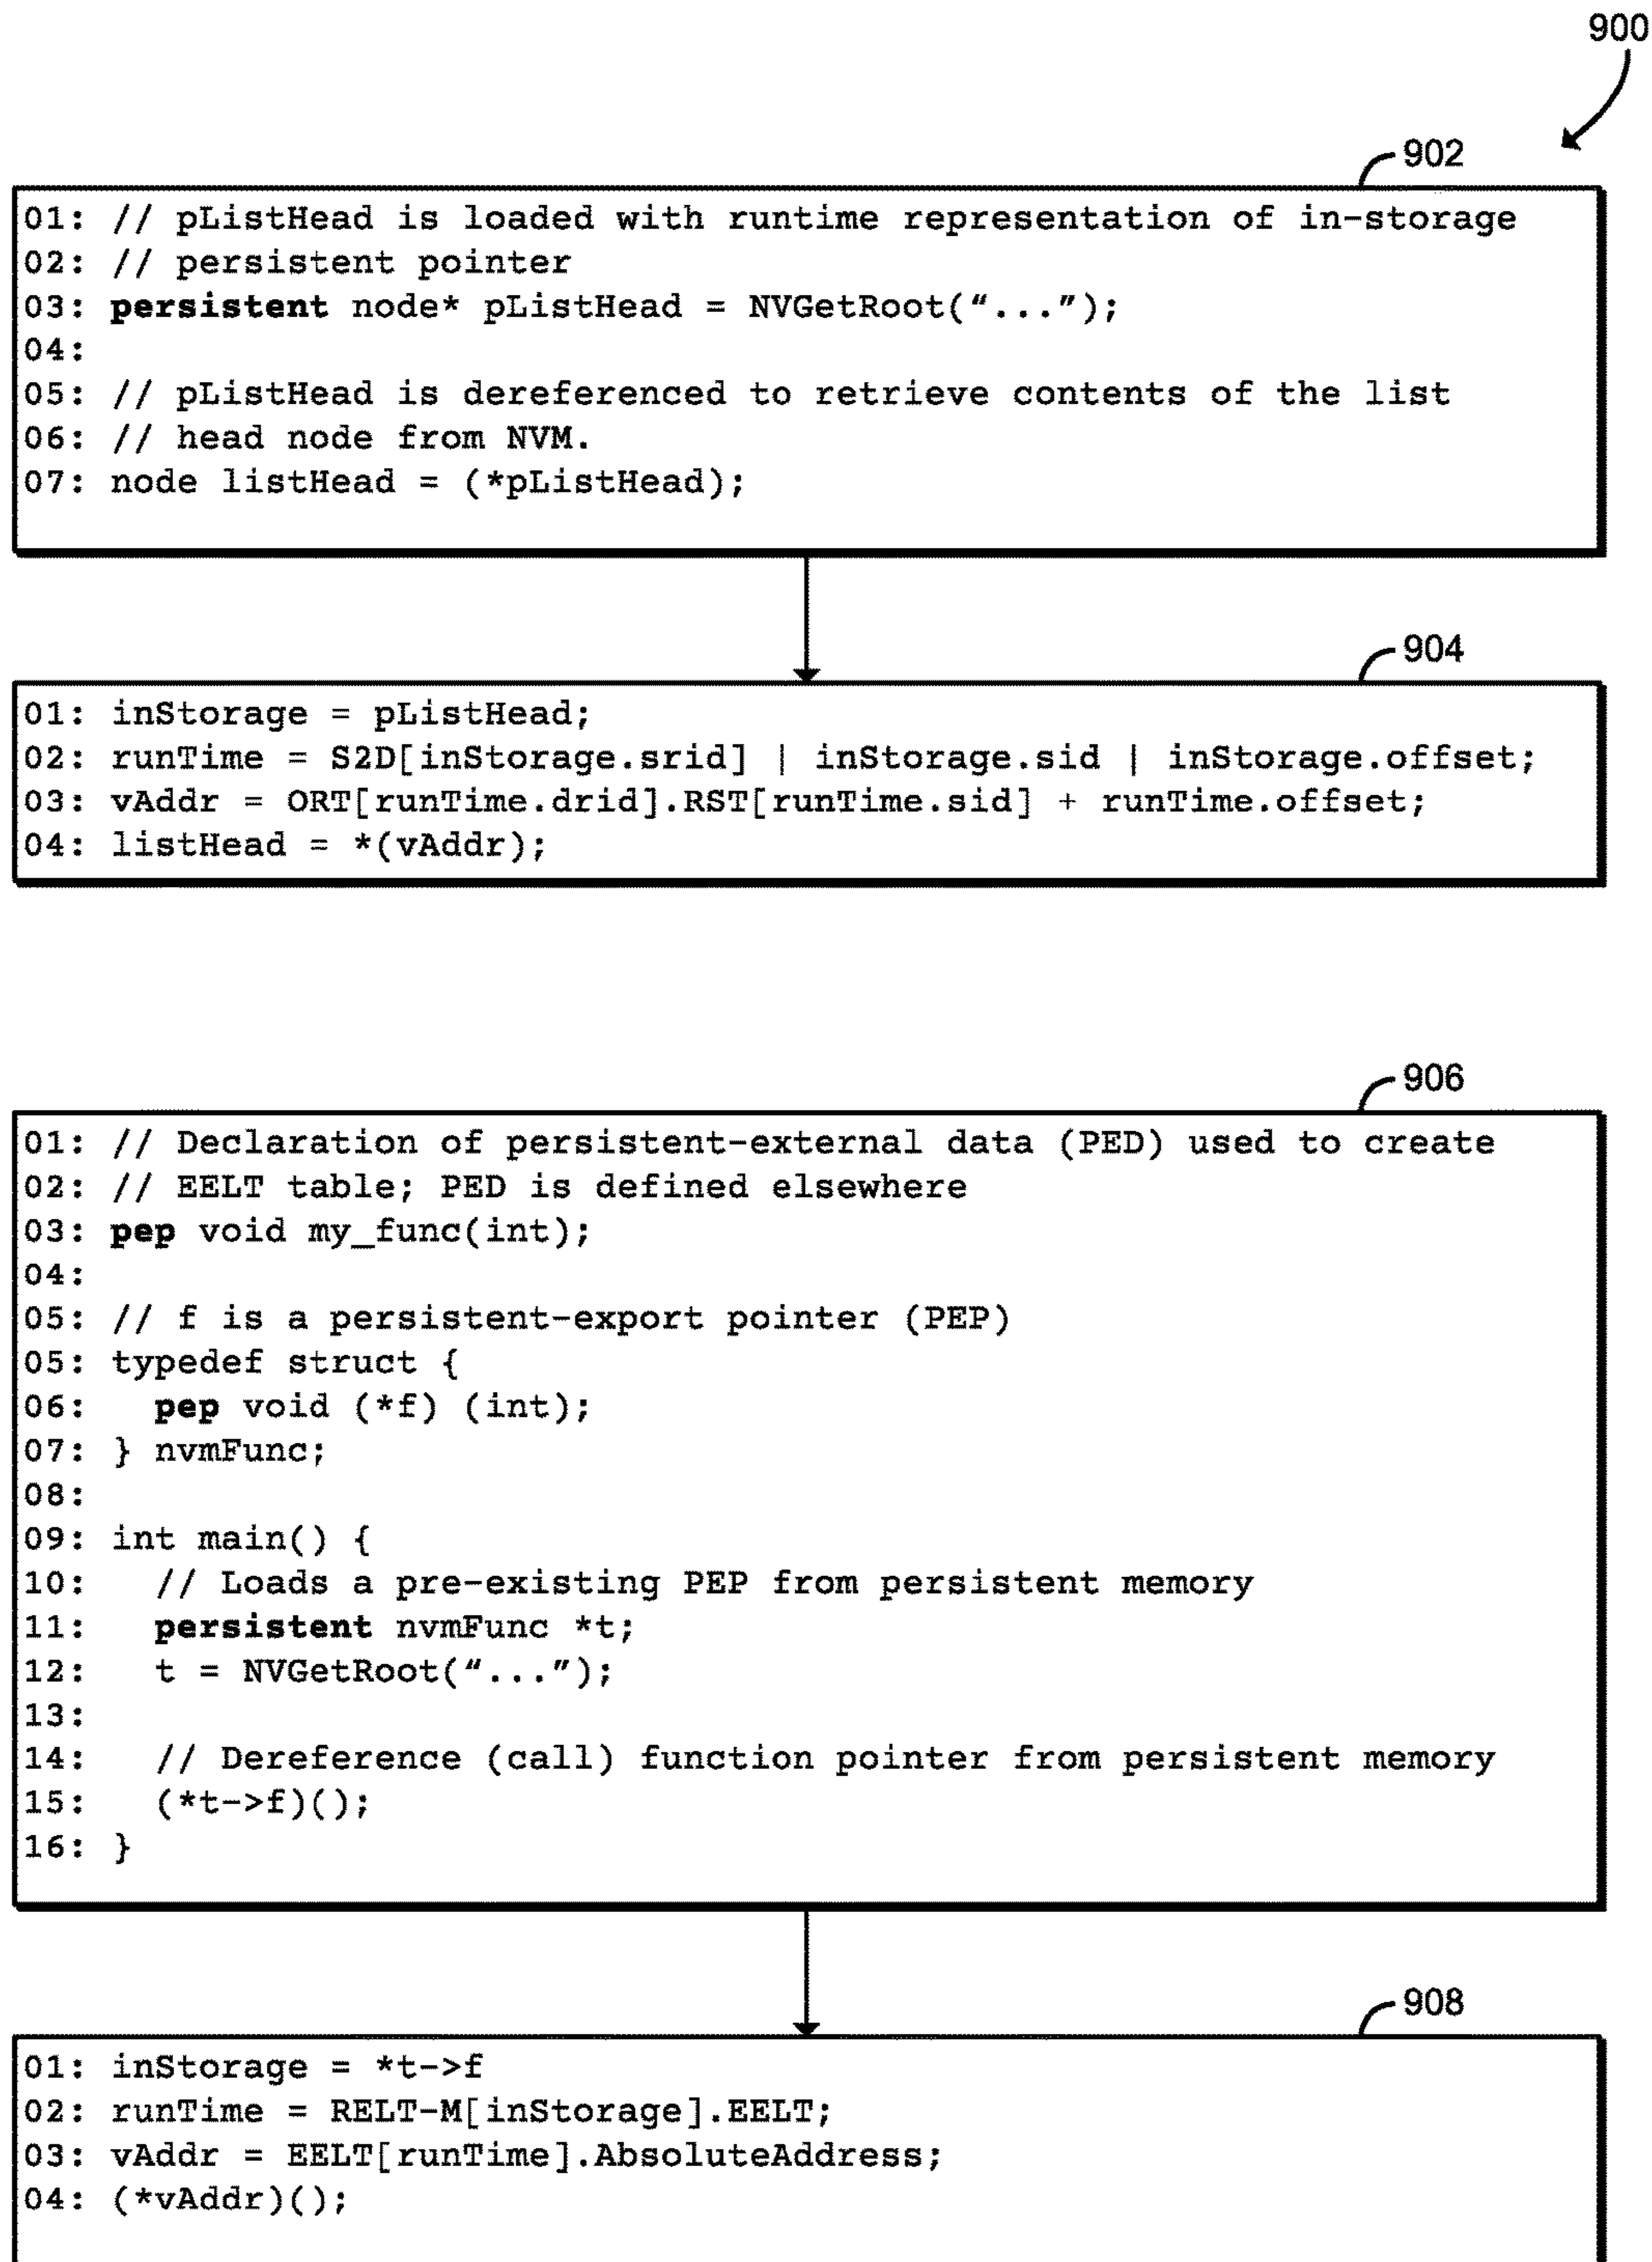 900
902
01: // pListHead is loaded with runtime representation of in-storage
02: // persistent pointer
03: persistent node* pListHead = NVGetRoot(“...”);
04:
05: // pListHead is dereferenced to retrieve contents of the list
06: // head node from NVM.
07: node listHead = (*pListHead);
904
01: inStorage = pListHead;
02: runTime = S2D[inStorage.srid] | inStorage.sid | inStorage.offset;
03: vAddr = ORT[runTime.drid].RST[runTime.sid] + runTime.offset;
04: listHead = *(vAddr);
906
01: // Declaration of persistent-external data (PED) used to create
02: // EELT table; PED is defined elsewhere
03: pep void my_func(int);
04:
05: // f is a persistent-export pointer (PEP)
05: typedef struct {
06:   pep void (*f) (int);
07: } nvmFunc;
08:
09: int main() {
10:   // Loads a pre-existing PEP from persistent memory
11:   persistent nvmFunc *t;
12:   t = NVGetRoot(“...”);
13:
14:   // Dereference (call) function pointer from persistent memory
15:   (*t->f)();
16: }
908
01: inStorage = *t->f
02: runTime = RELT-M[inStorage].EELT;
03: vAddr = EELT[runTime].AbsoluteAddress;
04: (*vAddr)();